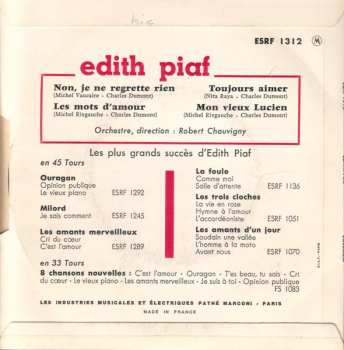 ESRF 1312 M
edith piaf
Non, je ne regrette rien
(Michel Vaucaire - Charles Dumont)
Les mots d'amour
(Michel Rivgauche - Charles Dumont)
Toujours aimer
(Nita Raya - Charles Dumont)
Mon vieux Lucien
(Michel Rivgauche - Charles Dumont)
Orchestre, direction : Robert Chauvigny
Les plus grands succès d'Edith Piaf
en 45 Tours
Ouragan
Opinion publique
Le vieux piano ESRF 1292
Milord
Je sais comment ESRF 1245
Les amants merveilleux
Cri du cœur
C'est l'amour ESRF 1289
La foule
Comme moi
Salle d'attente ESRF 1136
Les trois cloches
La vie en rose
Hymne à l'amour
L'accordéoniste ESRF 1051
Les amants d'un jour
Soudain une vallée
L'homme à la moto
Avant nous ESRF 1070
en 33 Tours
8 chansons nouvelles : C'est l'amour - Ouragan - T'es beau, tu sais - Cri
du cœur - Le vieux piano - Les amants merveilleux - Je suis à toi - Opinion publique
FS 1083
LES INDUSTRIES MUSICALES ET ÉLECTRIQUES PATHÉ MARCONI - PARIS
MADE IN FRANCE